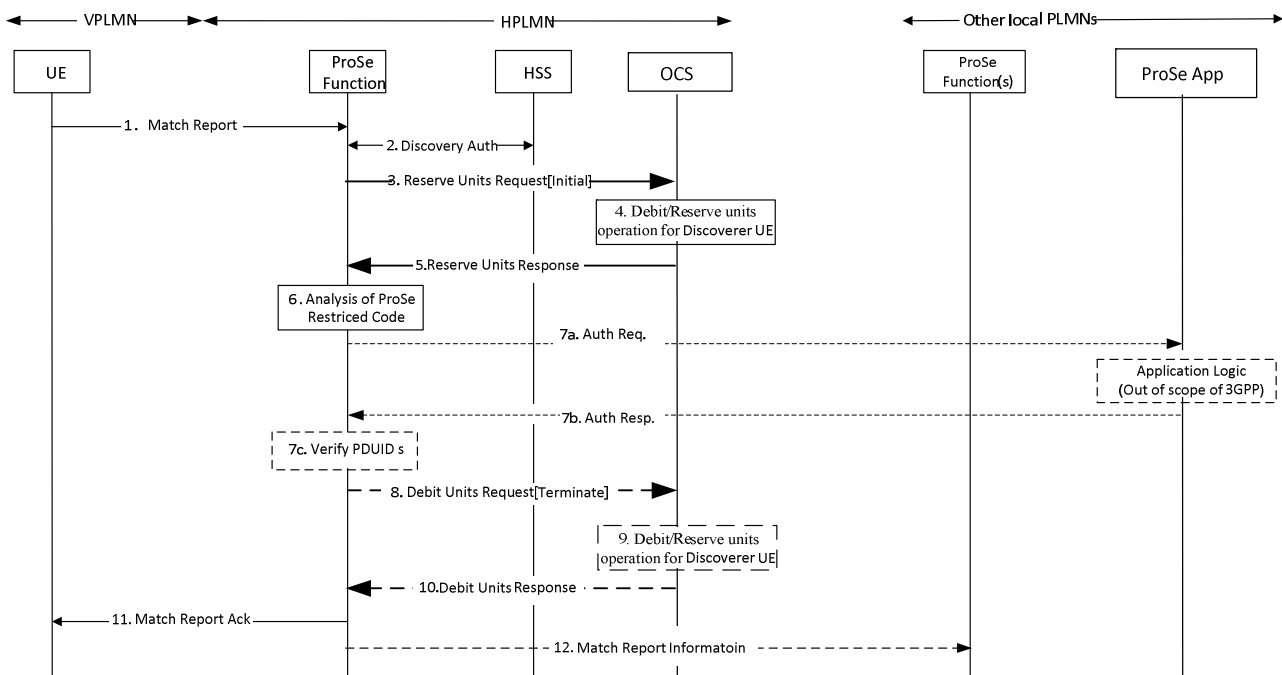 VPLMN
HPLMN
Other local PLMNs
UE
ProSe
Function
HSS
OCS
ProSe
Function(s)
ProSe App
1. Match Report
2. Discovery Auth
3. Reserve Units Request[Initial]
4. Debit/Reserve units
operation for Discoverer UE
5.Reserve Units Response
6. Analysis of ProSe
Restriced Code
7a. Auth Req.
Application Logic
(Out of scope of 3GPP)
7b. Auth Resp.
7c. Verify PDUID s
8. Debit Units Request[Terminate]
9. Debit/Reserve units
operation for Discoverer UE
10.Debit Units Response
11. Match Report Ack
12. Match Report Informatoin